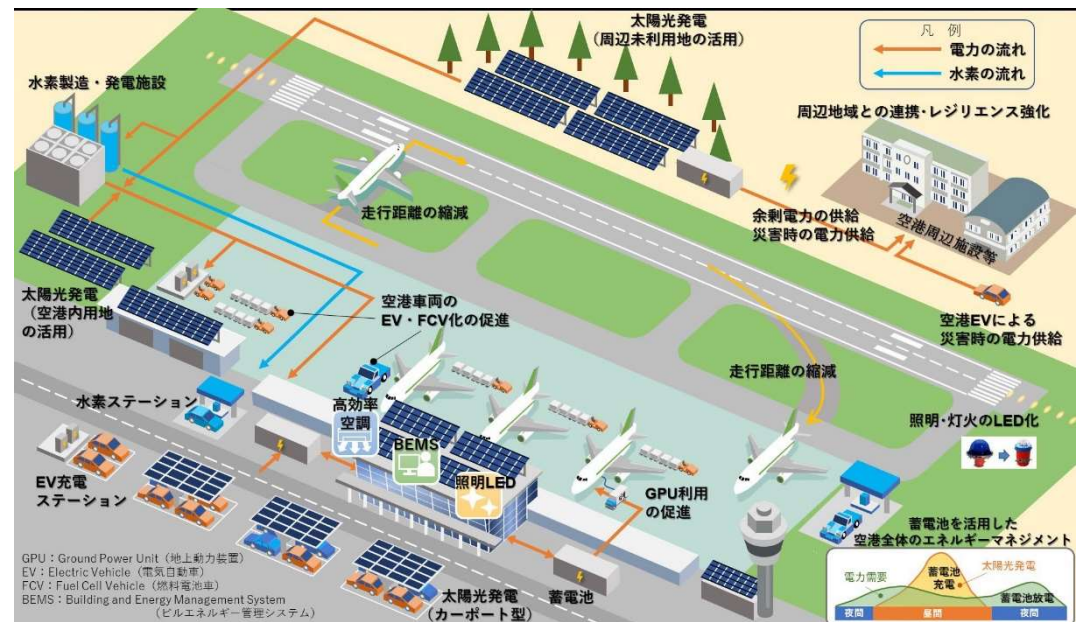 太陽光発電
（周辺未利用地の活用）
凡 例
電力の流れ
水素の流れ
水素製造・発電施設
周辺地域との連携・レジリエンス強化
走行距離の縮減
余剰電力の供給
災害時の電力供給
空港周辺施設等
太陽光発電
（空港内用地
の活用）
空港車両の
EV・FCV化の促進
空港EVによる
災害時の電力供給
走行距離の縮減
水素ステーション
高効率
空調
BEMS
照明LED
照明・灯火のLED化
EV充電
ステーション
GPU利用
の促進
蓄電池を活用した
空港全体のエネルギーマネジメント
電力需要
蓄電池
充電
太陽光発電
蓄電池放電
夜間
昼間
夜間
GPU：Ground Power Unit（地上動力装置）
EV：Electric Vehicle（電気自動車）
FCV：Fuel Cell Vehicle（燃料電池車）
BEMS：Building and Energy Management System
（ビルエネルギー管理システム）
太陽光発電
（カーポート型）
蓄電池